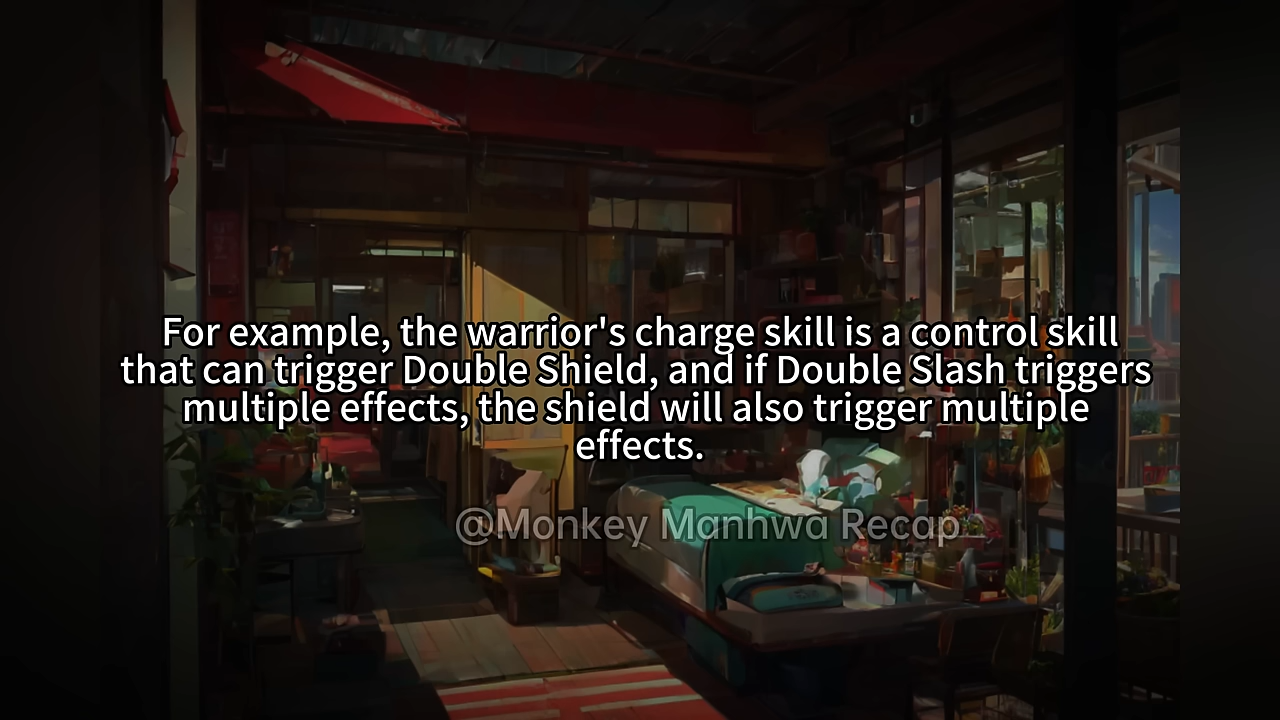 For example, the warrior's charge skill is a control skill
that can trigger Double Shield, and if Double Slash triggers
multiple effects, the shield will also trigger multiple
effects.
@Monkey Manhwa Recap